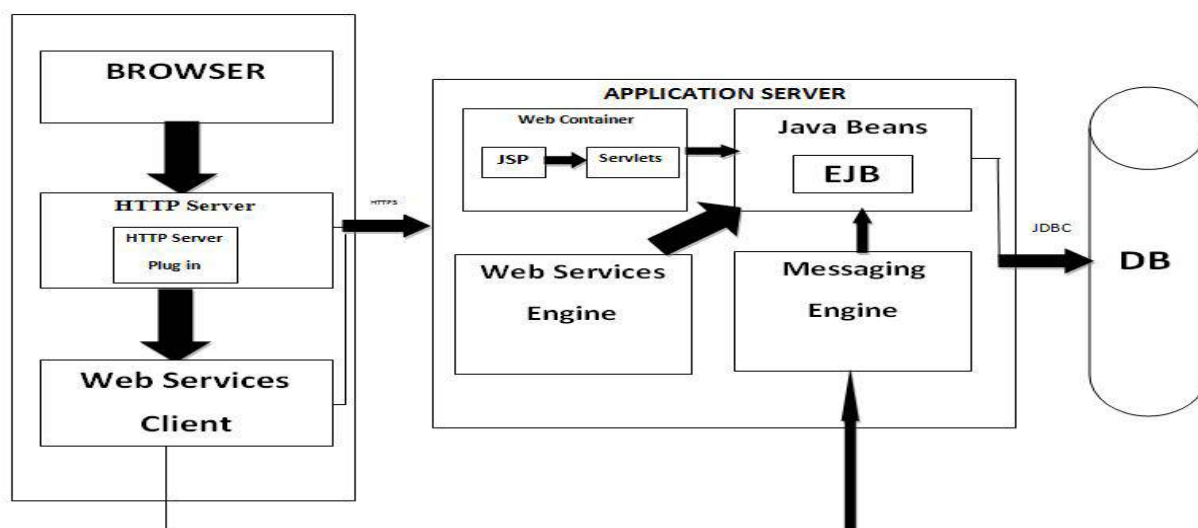 BROWSER
HTTP Server
HTTP Server
Plug in
Web Services
Client
HTTPS
APPLICATION SERVER
Web Container
JSP
Servlets
Java Beans
EJB
Web Services
Engine
Messaging
Engine
JDBC
DB